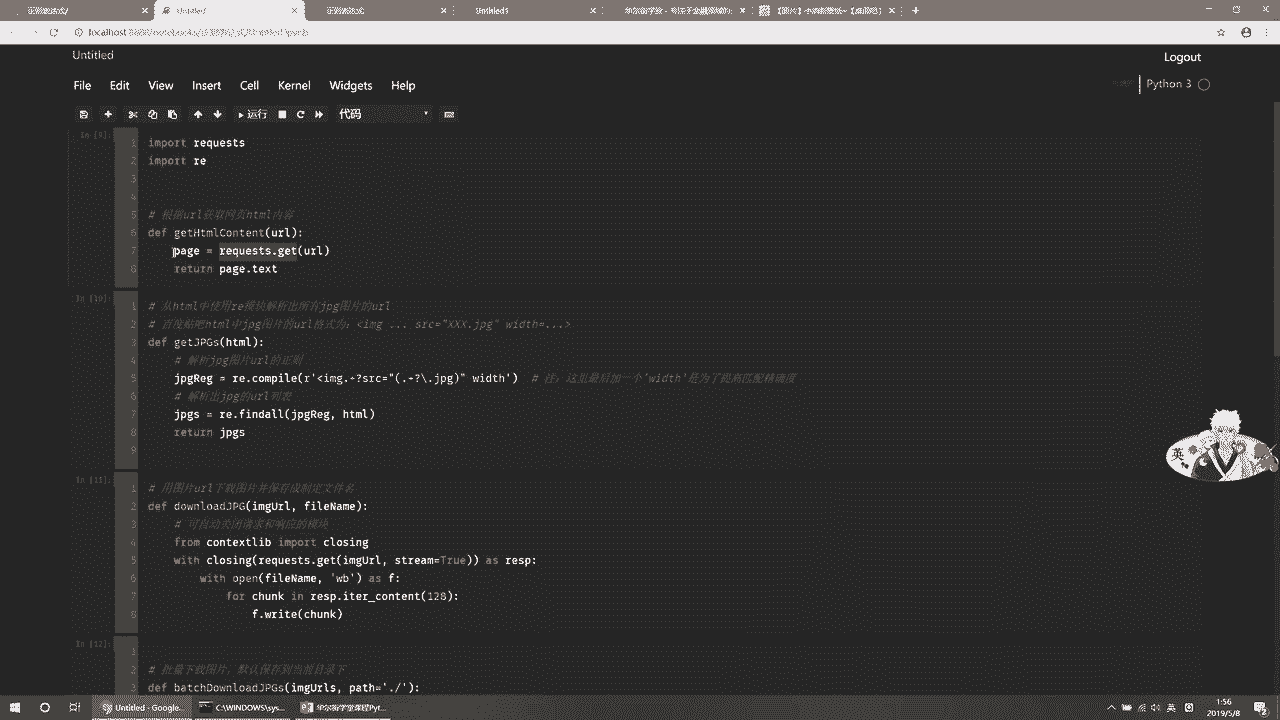 Untitled
localhost
Untitled
Logout
File Edit View Insert Cell Kernel Widgets Help
Python 3
运行 代码
In [9]:
1 import requests
2 import re
3
4
5 # 根据url获取网页html内容
6 def getHtmlContent(url):
7 page = requests.get(url)
8 return page.text
In [10]:
1 # 从html中使用re模块解析出所有jpg图片的url
2 # 百度贴吧html中jpg图片的url格式为：<img ... src="XXX.jpg" width=...>
3 def getJPGs(html):
4 # 解析jpg图片url的正则
5 jpgReg = re.compile(r'<img.+?src="(.+?\.jpg)" width') # 注：这里最后加一个'width'是为了提高匹配精确度
6 # 解析出jpg的url列表
7 jpgs = re.findall(jpgReg, html)
8 return jpgs
9
1 # 用图片url下载图片并保存成制定文件名
2 def downloadJPG(imgUrl, fileName):
3 # 可自动关闭请求和响应的模块
4 from contextlib import closing
5 with closing(requests.get(imgUrl, stream=True)) as resp:
6 with open(fileName, 'wb') as f:
7 for chunk in resp.iter_content(128):
8 f.write(chunk)
In [12]:
1
2 # 批量下载图片，默认保存到当前目录下
3 def batchDownloadJPGs(imgUrls, path='./'):
英
Untitled - Google...
C:\WINDOWS\sys...
英
1:56
2019/5/8